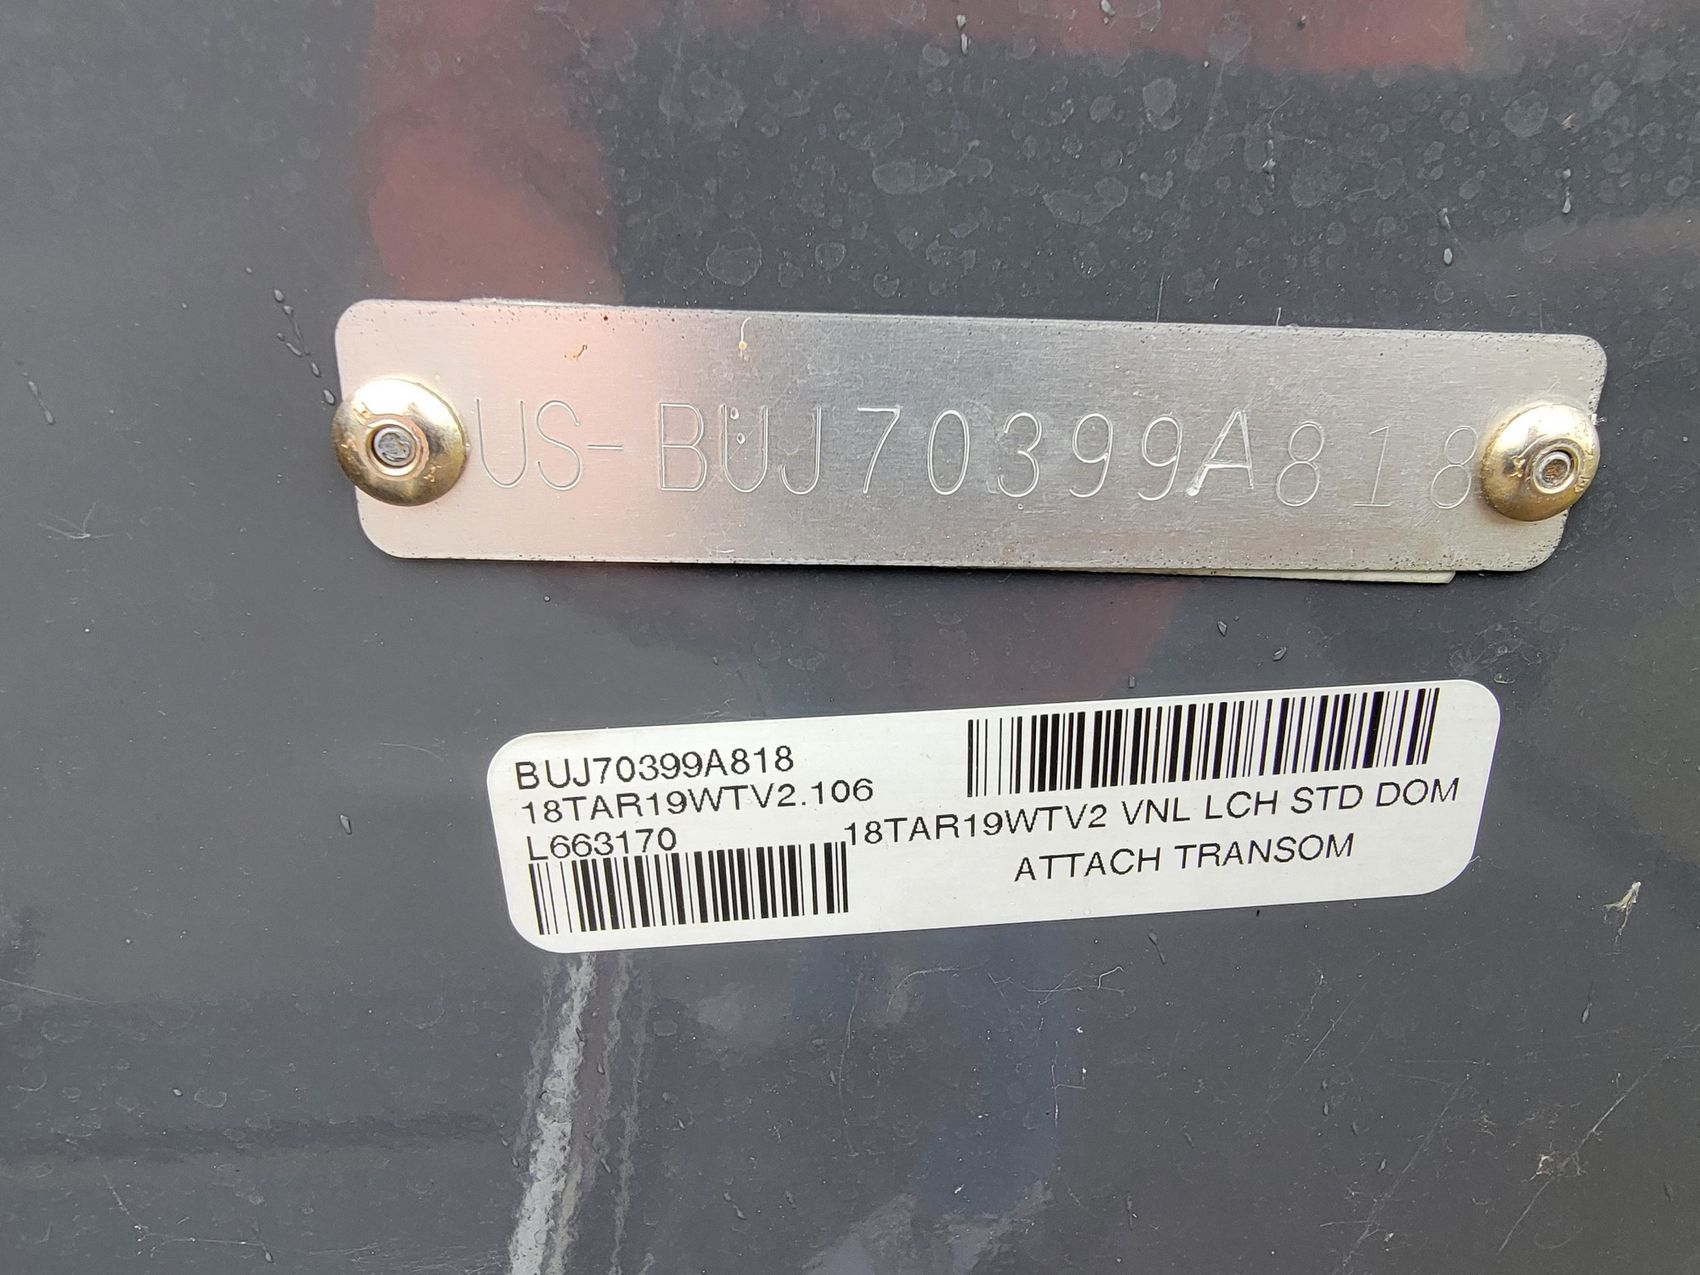 US-BUJ70399A818
BUJ70399A818
18TAR19WTV2.106
L663170
18TAR19WTV2 VNL LCH STD DOM
ATTACH TRANSOM